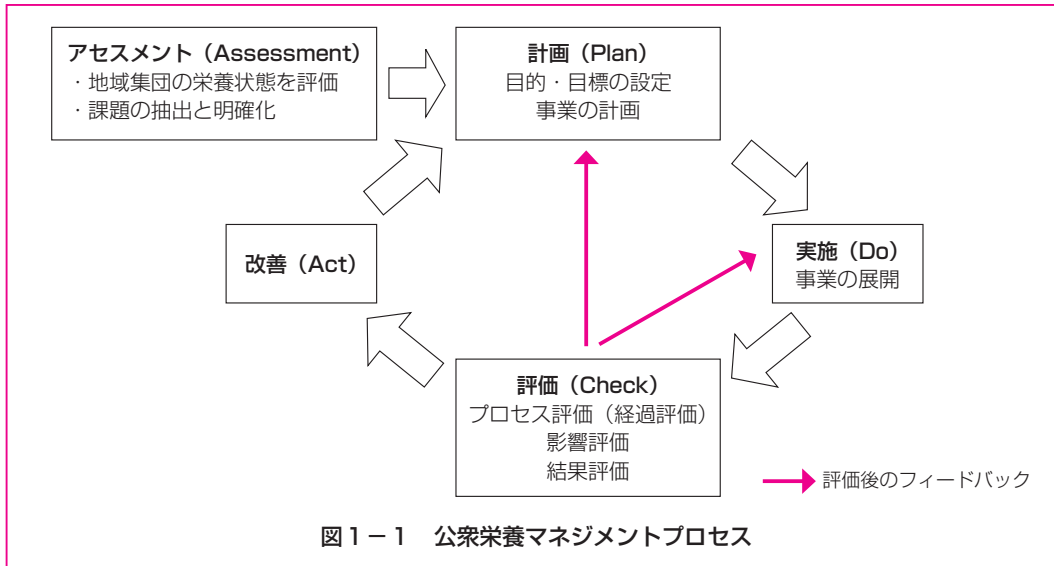 アセスメント（Assessment）
・地域集団の栄養状態を評価
・課題の抽出と明確化
計画（Plan）
目的・目標の設定
事業の計画
改善（Act）
実施（Do）
事業の展開
評価（Check）
プロセス評価（経過評価）
影響評価
結果評価
評価後のフィードバック
図１－１　公衆栄養マネジメントプロセス